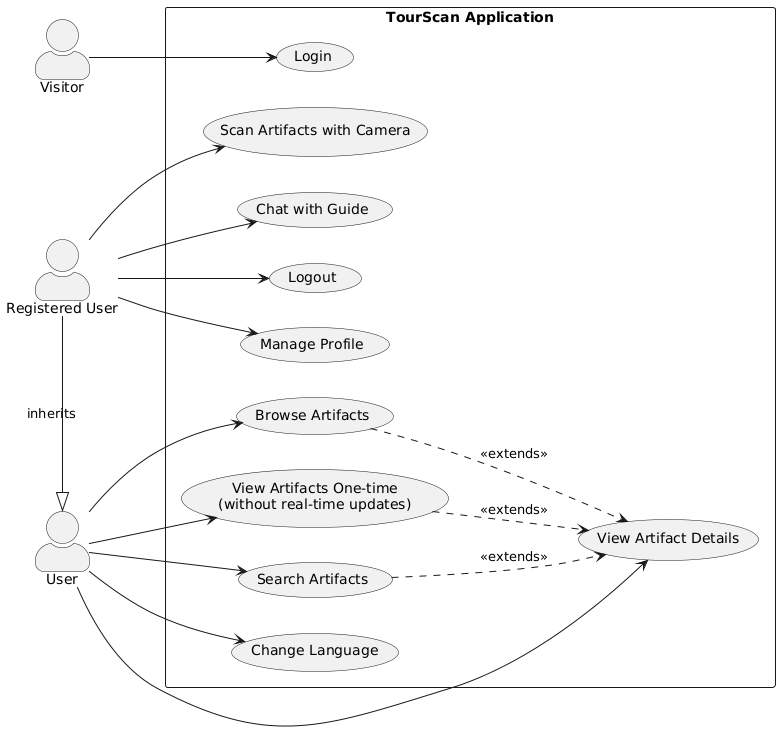 TourScan Application
Visitor
Login
Scan Artifacts with Camera
Chat with Guide
Logout
Registered User
Manage Profile
inherits
Browse Artifacts
«extends»
View Artifacts One-time
(without real-time updates)
«extends»
View Artifact Details
«extends»
User
Search Artifacts
Change Language